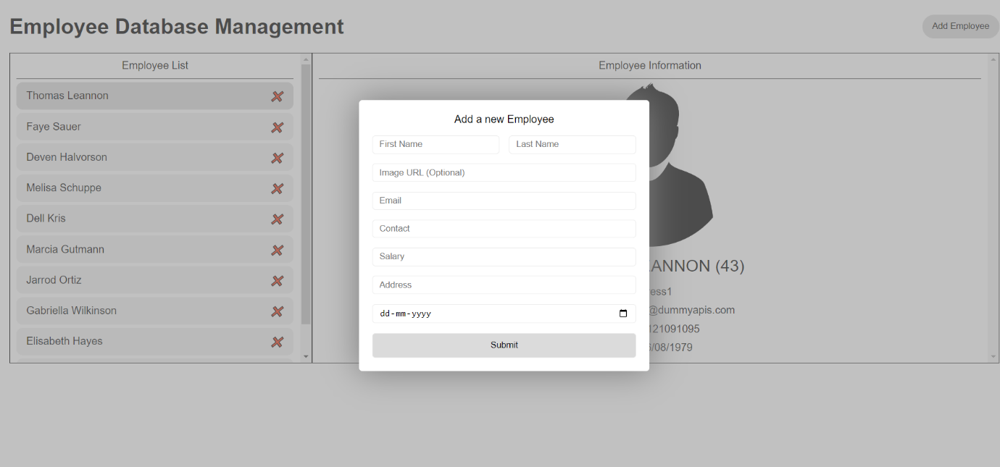 Employee Database Management
Add Employee
Employee List
Thomas Leannon
Faye Sauer
Deven Halvorson
Melisa Schuppe
Dell Kris
Marcia Gutmann
Jarrod Ortiz
Gabriella Wilkinson
Elisabeth Hayes
Employee Information
ANNON (43)
ess1
@dummyapis.com
121091095
/08/1979
Add a new Employee
First Name Last Name
Image URL (Optional)
Email
Contact
Salary
Address
dd-mm-yyyy
Submit